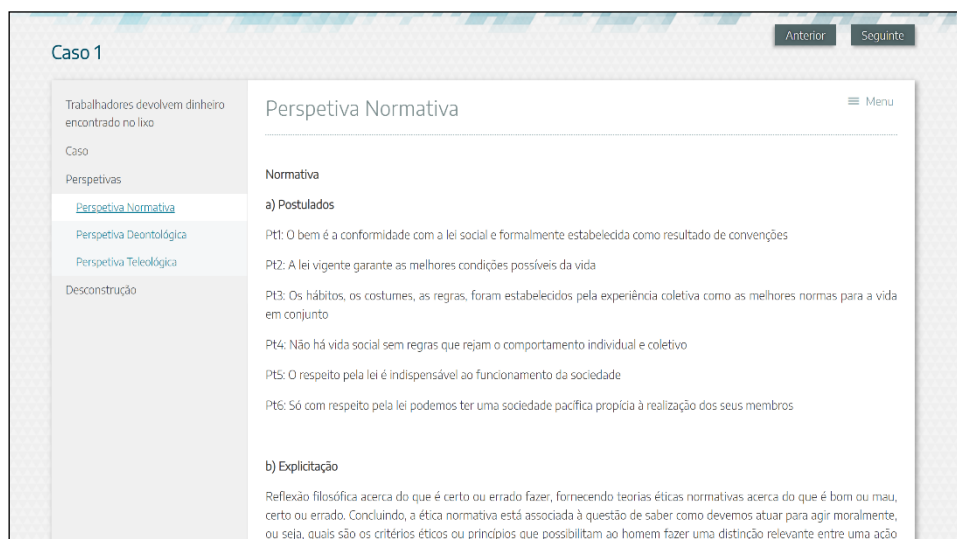 Anterior
Seguinte
Caso 1
Trabalhadores devolvem dinheiro
encontrado no lixo
Caso
Perspetivas
Perspetiva Normativa
Perspetiva Deontológica
Perspetiva Teleológica
Desconstrução
Perspetiva Normativa
Menu
Normativa
a) Postulados
Pt1: O bem é a conformidade com a lei social e formalmente estabelecida como resultado de convenções
Pt2: A lei vigente garante as melhores condições possíveis da vida
Pt3: Os hábitos, os costumes, as regras, foram estabelecidos pela experiência coletiva como as melhores normas para a vida
em conjunto
Pt4: Não há vida social sem regras que rejam o comportamento individual e coletivo
Pt5: O respeito pela lei é indispensável ao funcionamento da sociedade
Pt6: Só com respeito pela lei podemos ter uma sociedade pacífica propícia à realização dos seus membros
b) Explicitação
Reflexão filosófica acerca do que é certo ou errado fazer, fornecendo teorias éticas normativas acerca do que é bom ou mau,
certo ou errado. Concluindo, a ética normativa está associada à questão de saber como devemos atuar para agir moralmente,
ou seja, quais são os critérios éticos ou princípios que possibilitam ao homem fazer uma distinção relevante entre uma ação